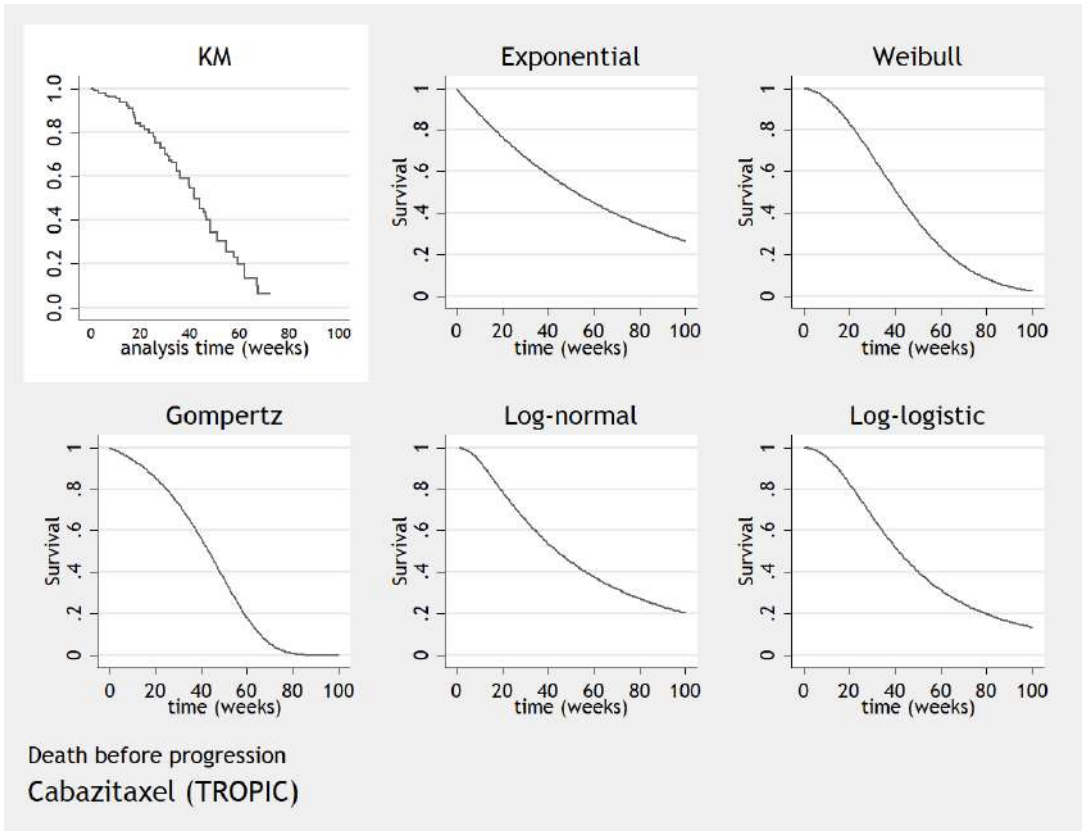 KM
0.0 0.2 0.4 0.6 0.8 1.0
0 20 40 60 80 100
analysis time (weeks)
Exponential
Survival
0 .2 .4 .6 .8 1
0 20 40 60 80 100
time (weeks)
Weibull
Survival
0 .2 .4 .6 .8 1
0 20 40 60 80 100
time (weeks)
Gompertz
Survival
0 .2 .4 .6 .8 1
0 20 40 60 80 100
time (weeks)
Log-normal
Survival
0 .2 .4 .6 .8 1
0 20 40 60 80 100
time (weeks)
Log-logistic
Survival
0 .2 .4 .6 .8 1
0 20 40 60 80 100
time (weeks)
Death before progression
Cabazitaxel (TROPIC)